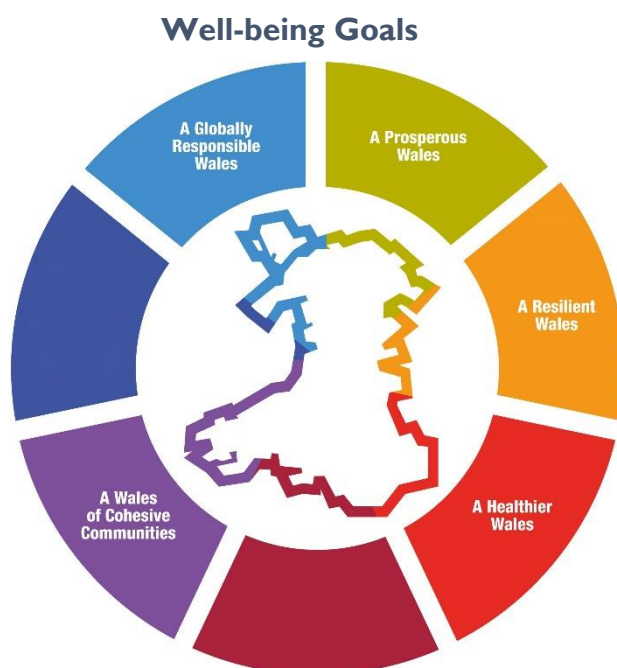 Well-being Goals
A Globally
Responsible
Wales
A Prosperous
Wales
A Resilient
Wales
A Healthier
Wales
A Wales
of Cohesive
Communities